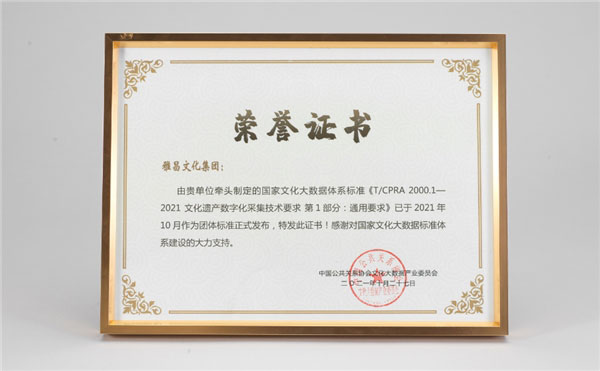 荣誉证书
雅昌文化集团：
由贵单位牵头制定的国家文化大数据体系标准《T/CPRA 2000.1—
2021 文化遗产数字化采集技术要求 第1部分：通用要求》已于2021年
10月作为团体标准正式发布，特发此证书！感谢对国家文化大数据标准体
系建设的大力支持。
中国公共关系协会文化大数据产业委员会
二〇二一年十月二十七日